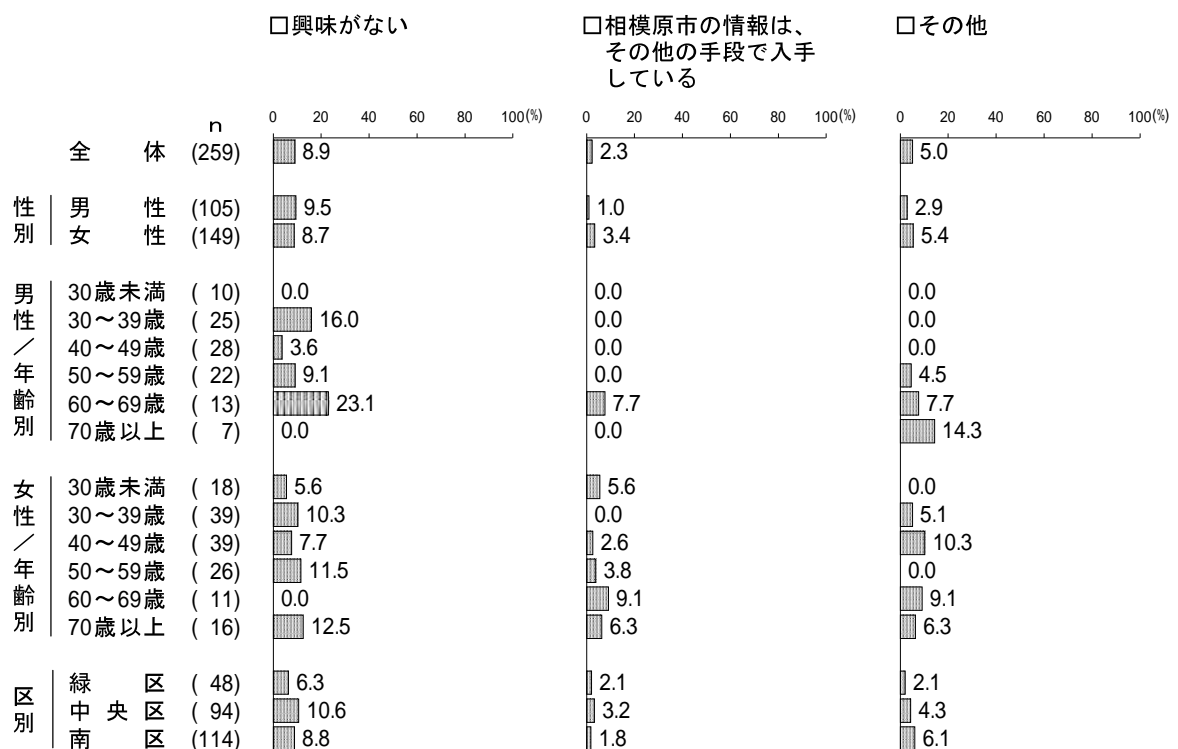 □興味がない □相模原市の情報は、 □その他
その他の手段で入手
している
0 20 40 60 80 100(%) 0 20 40 60 80 100(%) 0 20 40 60 80 100(%)
n
全体 (259) 8.9 2.3 5.0
性別
男性 (105) 9.5 1.0 2.9
女性 (149) 8.7 3.4 5.4
男性／年齢別
30歳未満 ( 10) 0.0 0.0 0.0
30～39歳 ( 25) 16.0 0.0 0.0
40～49歳 ( 28) 3.6 0.0 0.0
50～59歳 ( 22) 9.1 0.0 4.5
60～69歳 ( 13) 23.1 7.7 7.7
70歳以上 ( 7) 0.0 0.0 14.3
女性／年齢別
30歳未満 ( 18) 5.6 5.6 0.0
30～39歳 ( 39) 10.3 0.0 5.1
40～49歳 ( 39) 7.7 2.6 10.3
50～59歳 ( 26) 11.5 3.8 0.0
60～69歳 ( 11) 0.0 9.1 9.1
70歳以上 ( 16) 12.5 6.3 6.3
区別
緑区 ( 48) 6.3 2.1 2.1
中央区 ( 94) 10.6 3.2 4.3
南区 (114) 8.8 1.8 6.1